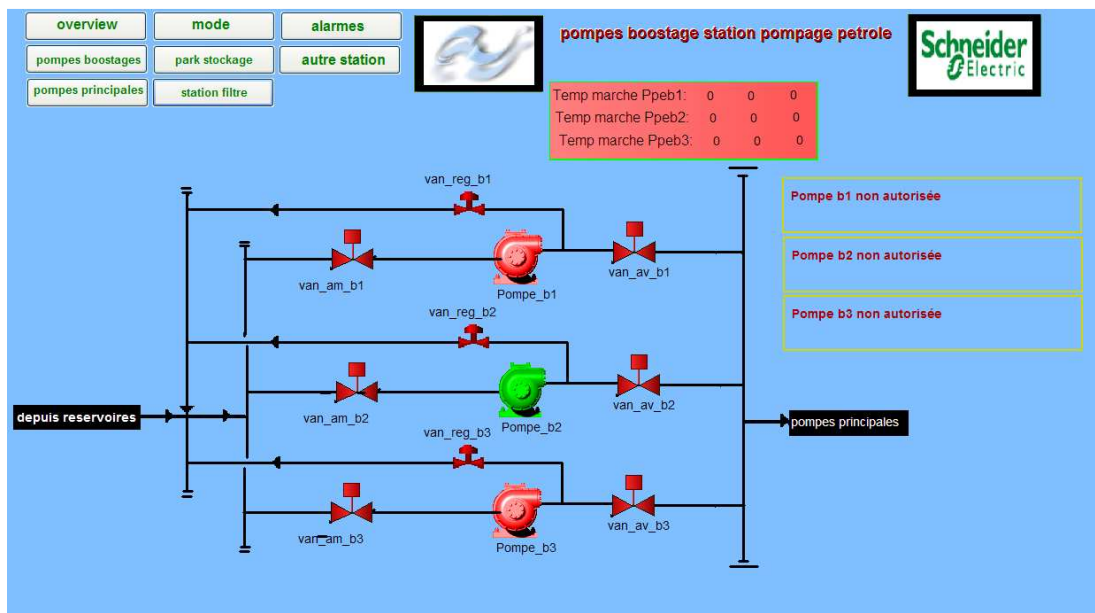 overview mode alarmes
pompes boostages park stockage autre station
pompes principales station filtre
pompes boostage station pompage petrole
Schneider
Electric
Temp marche Ppeb1: 0 0 0
Temp marche Ppeb2: 0 0 0
Temp marche Ppeb3: 0 0 0
Pompe b1 non autorisée
Pompe b2 non autorisée
Pompe b3 non autorisée
van_reg_b1
van_am_b1
Pompe_b1
van_av_b1
van_reg_b2
van_am_b2
Pompe_b2
van_av_b2
depuis reservoires
pompes principales
van_reg_b3
van_am_b3
Pompe_b3
van_av_b3